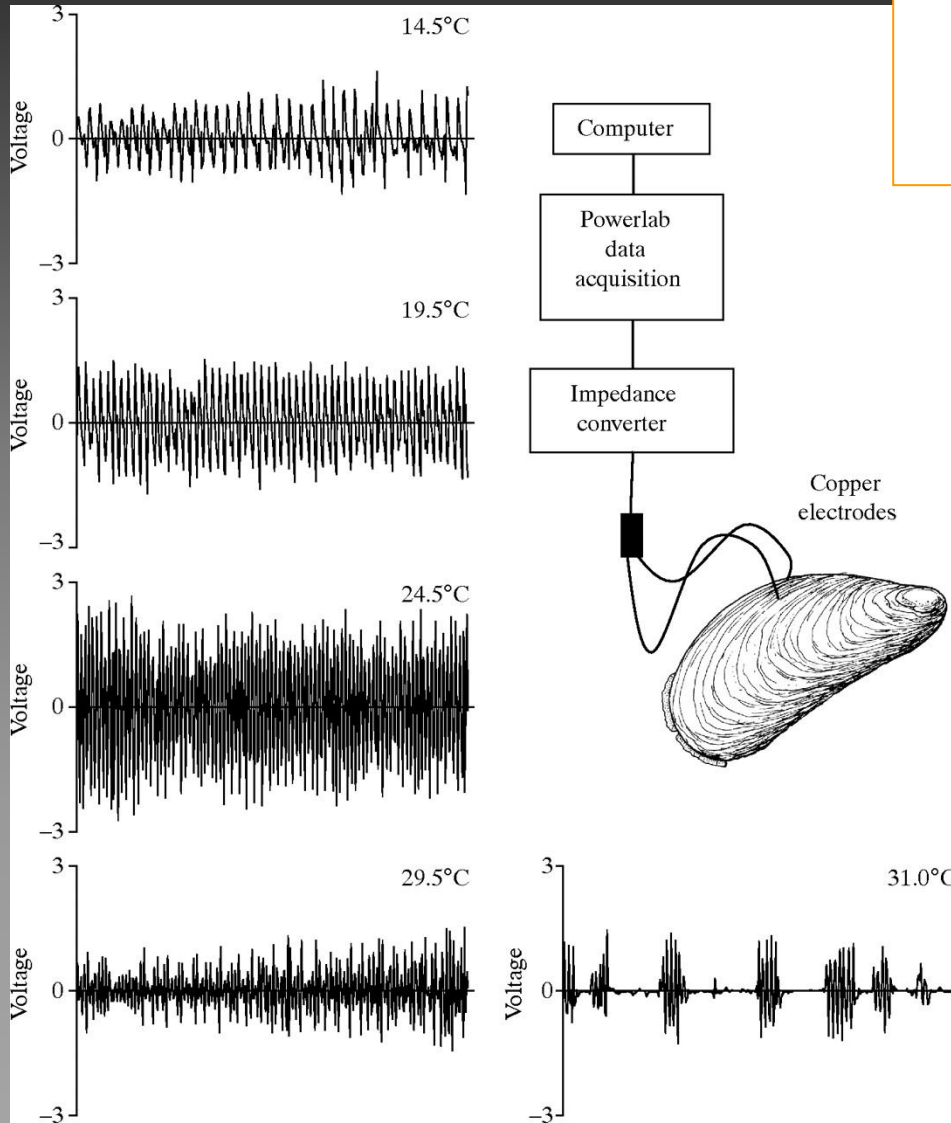 3
14.5°C
Voltage
0
–3
3
19.5°C
Voltage
0
–3
3
24.5°C
Voltage
0
–3
3
29.5°C
Voltage
0
–3
Computer
Powerlab
data
acquisition
Impedance
converter
Copper
electrodes
3
31.0°C
Voltage
0
–3